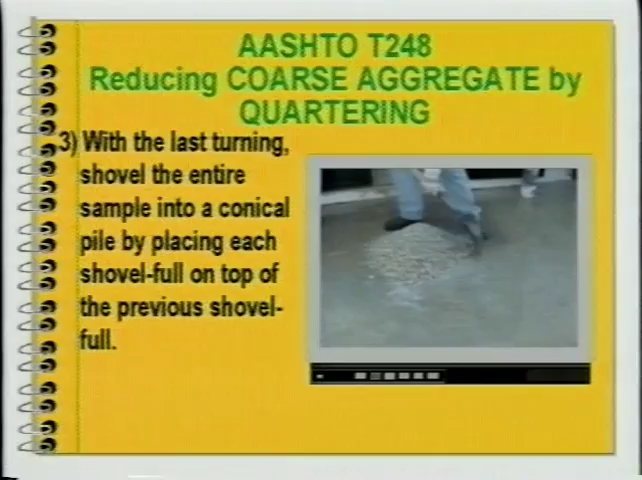 AASHTO T248
Reducing COARSE AGGREGATE by
QUARTERING
3) With the last turning,
shovel the entire
sample into a conical
pile by placing each
shovel-full on top of
the previous shovel-
full.